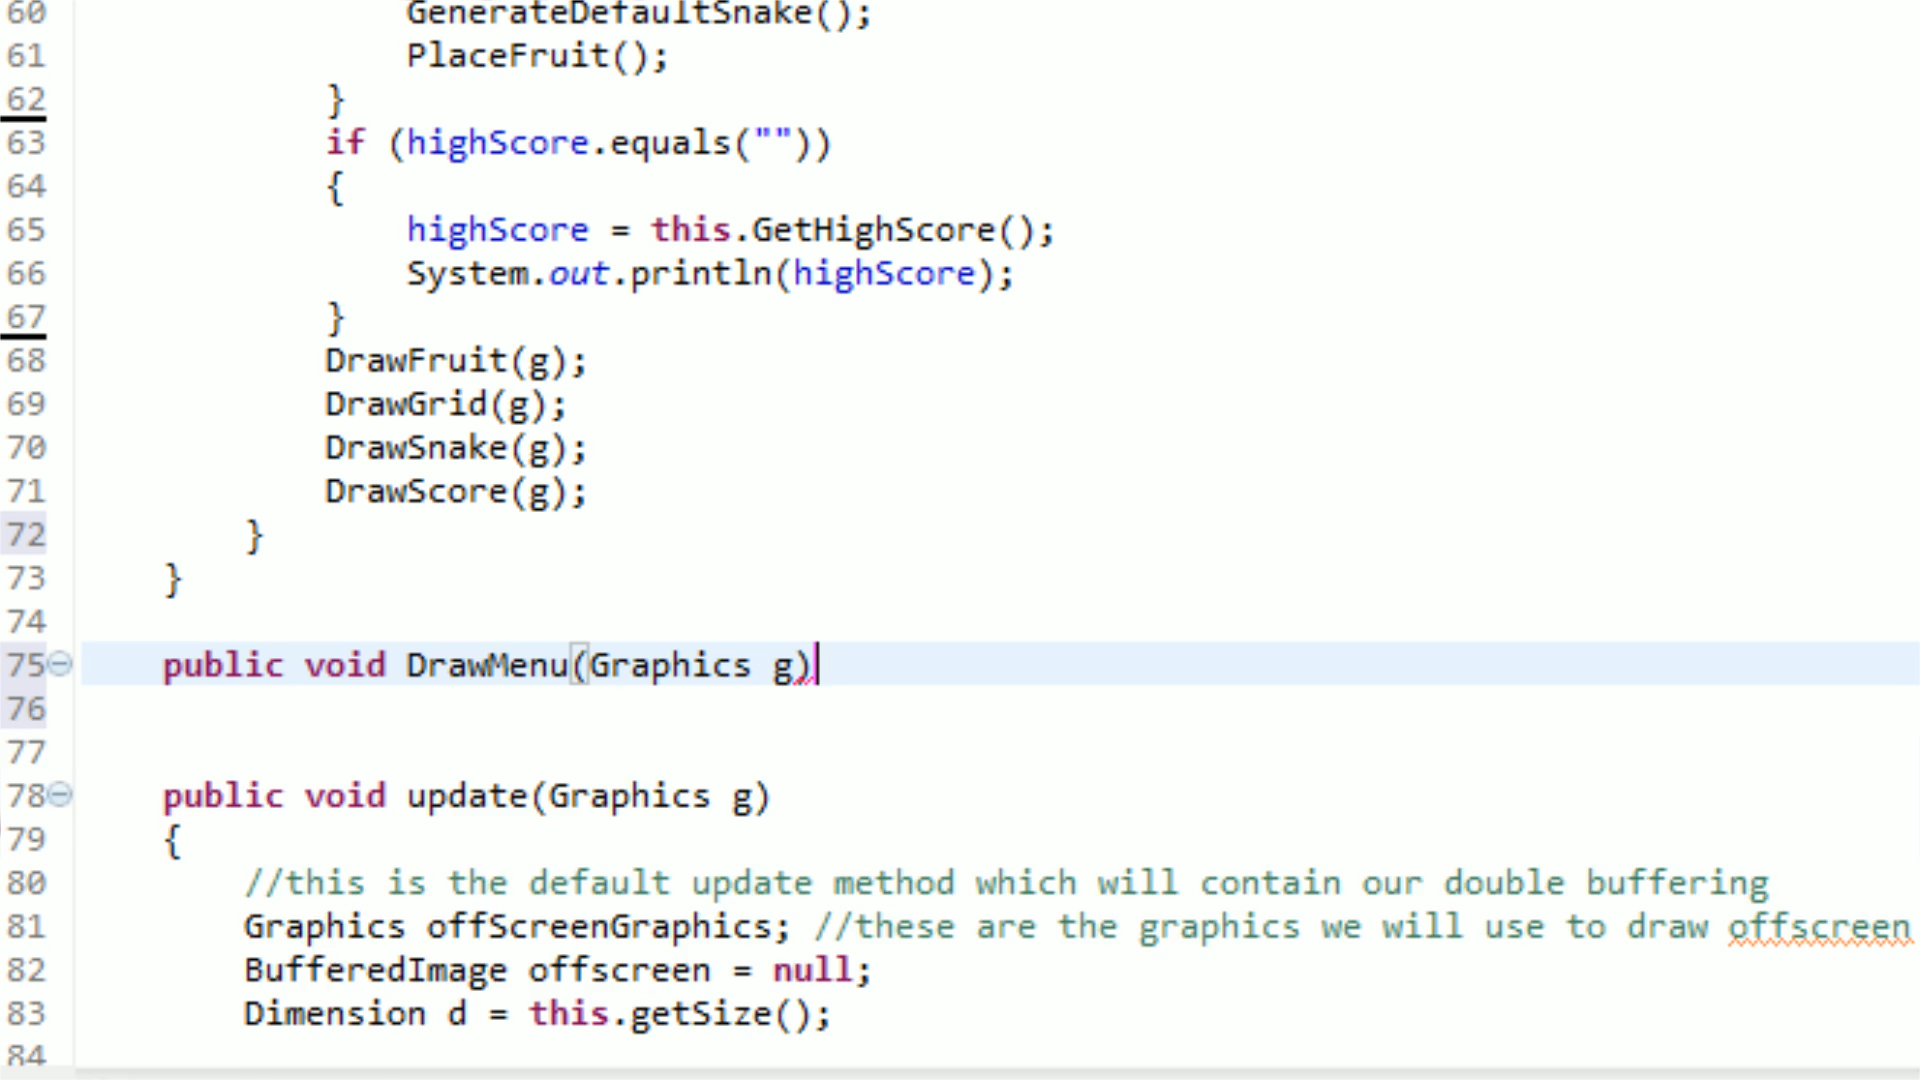 60 GenerateDefaultSnake();
61 PlaceFruit();
62 }
63 if (highScore.equals(""))
64 {
65 highScore = this.GetHighScore();
66 System.out.println(highScore);
67 }
68 DrawFruit(g);
69 DrawGrid(g);
70 DrawSnake(g);
71 DrawScore(g);
72 }
73 }
74
75 public void DrawMenu(Graphics g)
76
77
78 public void update(Graphics g)
79 {
80 //this is the default update method which will contain our double buffering
81 Graphics offScreenGraphics; //these are the graphics we will use to draw offscreen
82 BufferedImage offscreen = null;
83 Dimension d = this.getSize();
84